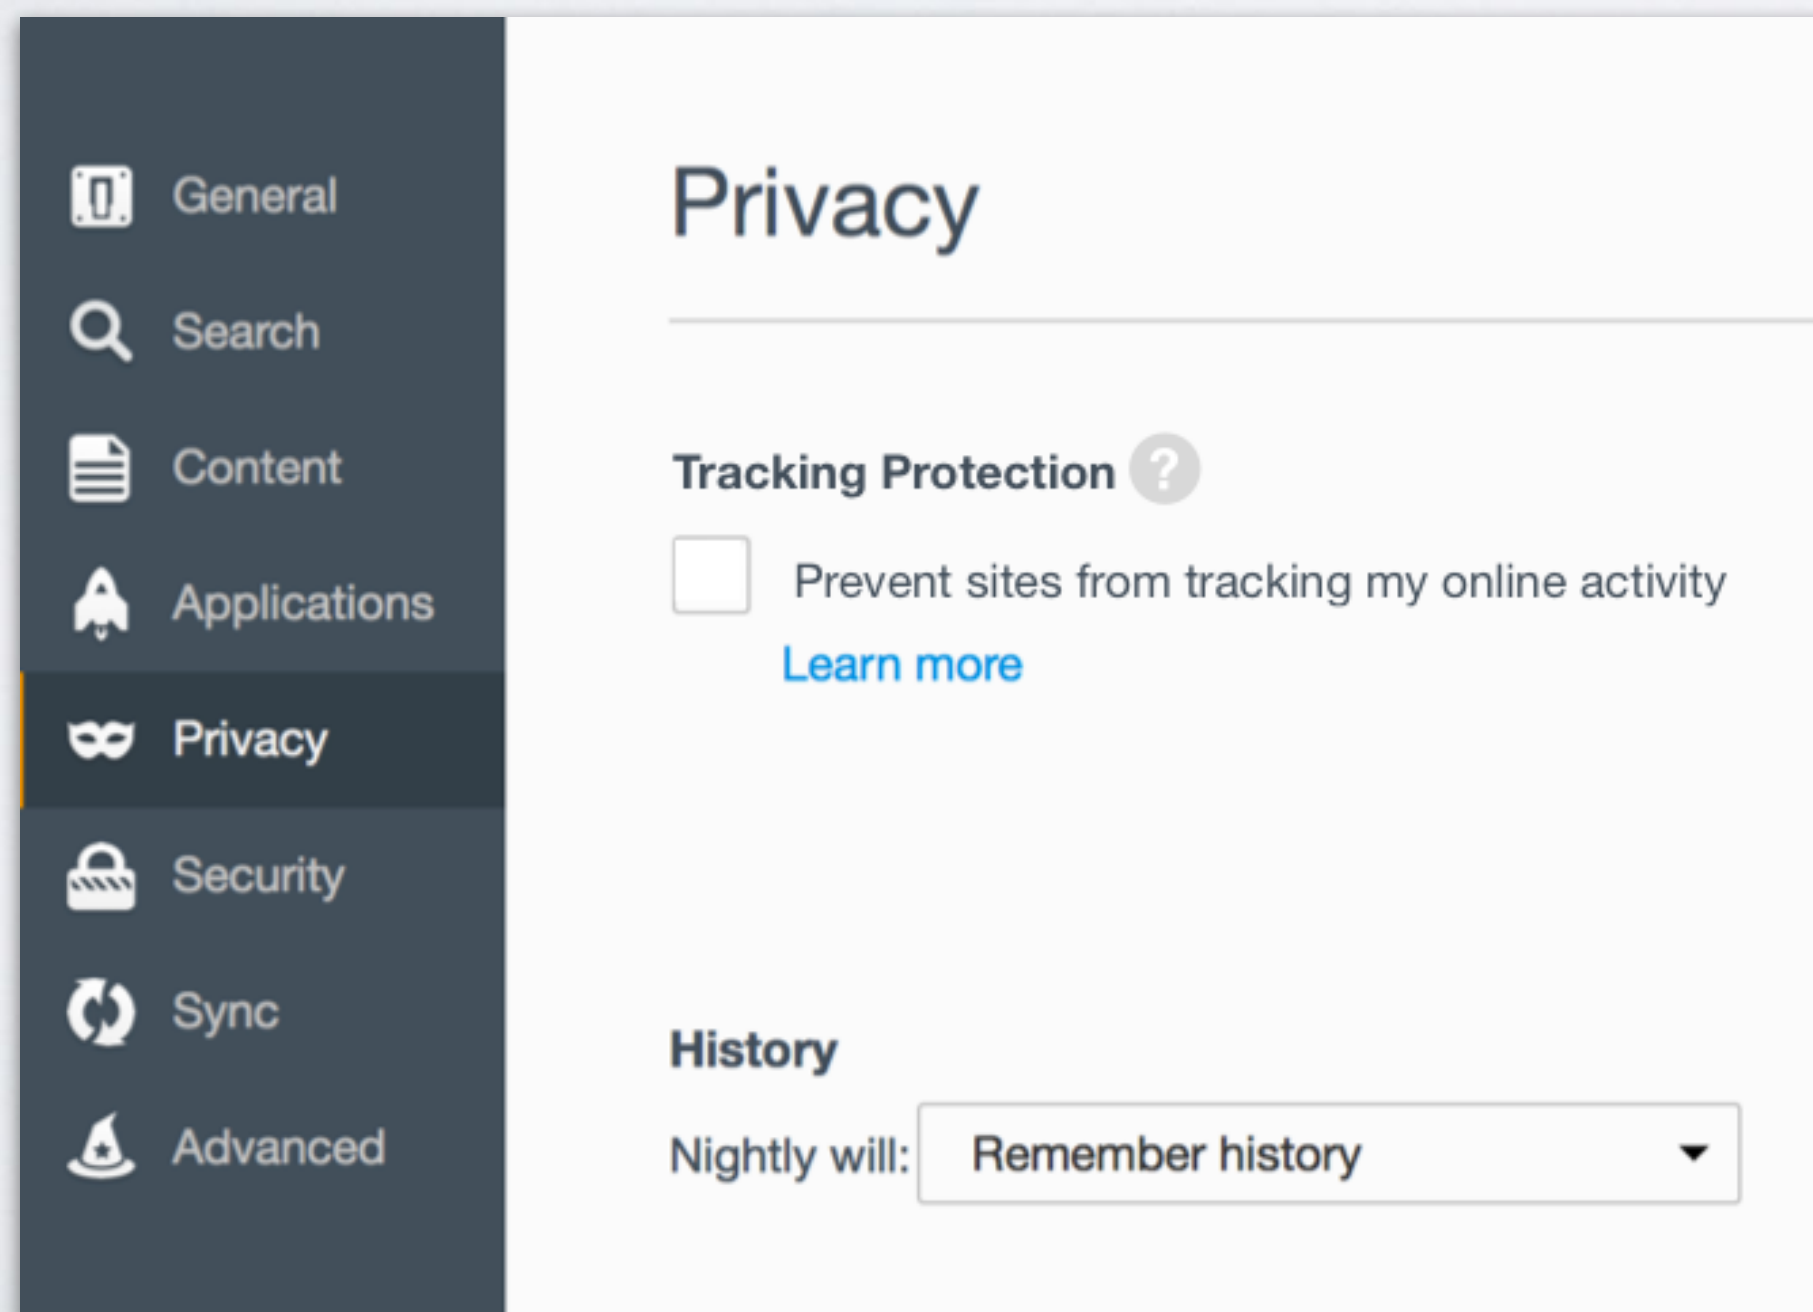 General
Search
Content
Applications
Privacy
Security
Sync
Advanced
Privacy
Tracking Protection ?
Prevent sites from tracking my online activity
Learn more
History
Nightly will: Remember history